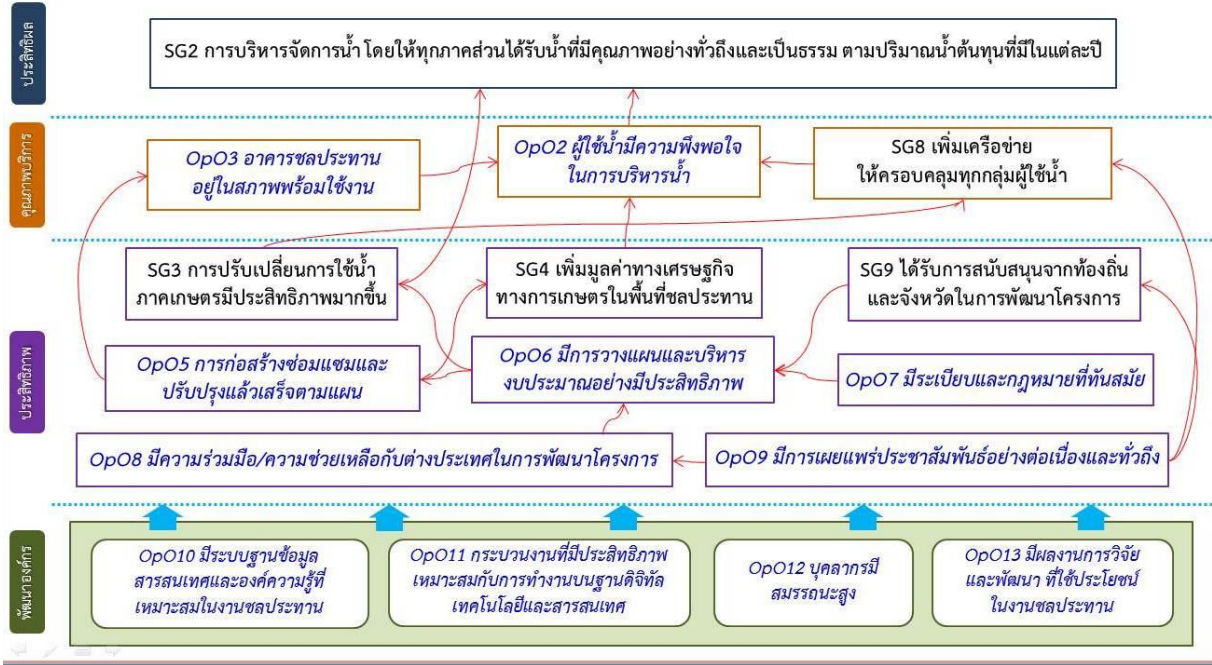 ประสิทธิผล
SG2 การบริหารจัดการน้ำ โดยให้ทุกภาคส่วนได้รับน้ำที่มีคุณภาพอย่างทั่วถึงและเป็นธรรม ตามปริมาณน้ำต้นทุนที่มีในแต่ละปี
คุณภาพบริการ
OpO3 อาคารชลประทาน
อยู่ในสภาพพร้อมใช้งาน
OpO2 ผู้ใช้น้ำมีความพึงพอใจ
ในการบริหารน้ำ
SG8 เพิ่มเครือข่าย
ให้ครอบคลุมทุกกลุ่มผู้ใช้น้ำ
ประสิทธิภาพ
SG3 การปรับเปลี่ยนการใช้น้ำ
ภาคเกษตรมีประสิทธิภาพมากขึ้น
SG4 เพิ่มมูลค่าทางเศรษฐกิจ
ทางการเกษตรในพื้นที่ชลประทาน
SG9 ได้รับการสนับสนุนจากท้องถิ่น
และจังหวัดในการพัฒนาโครงการ
OpO5 การก่อสร้างซ่อมแซมและ
ปรับปรุงแล้วเสร็จตามแผน
OpO6 มีการวางแผนและบริหาร
งบประมาณอย่างมีประสิทธิภาพ
OpO7 มีระเบียบและกฎหมายที่ทันสมัย
OpO8 มีความร่วมมือ/ความช่วยเหลือกับต่างประเทศในการพัฒนาโครงการ
OpO9 มีการเผยแพร่ประชาสัมพันธ์อย่างต่อเนื่องและทั่วถึง
พัฒนาองค์กร
OpO10 มีระบบฐานข้อมูล
สารสนเทศและองค์ความรู้ที่
เหมาะสมในงานชลประทาน
OpO11 กระบวนงานที่มีประสิทธิภาพ
เหมาะสมกับการทำงานบนฐานดิจิทัล
เทคโนโลยีและสารสนเทศ
OpO12 บุคลากรมี
สมรรถนะสูง
OpO13 มีผลงานการวิจัย
และพัฒนา ที่ใช้ประโยชน์
ในงานชลประทาน